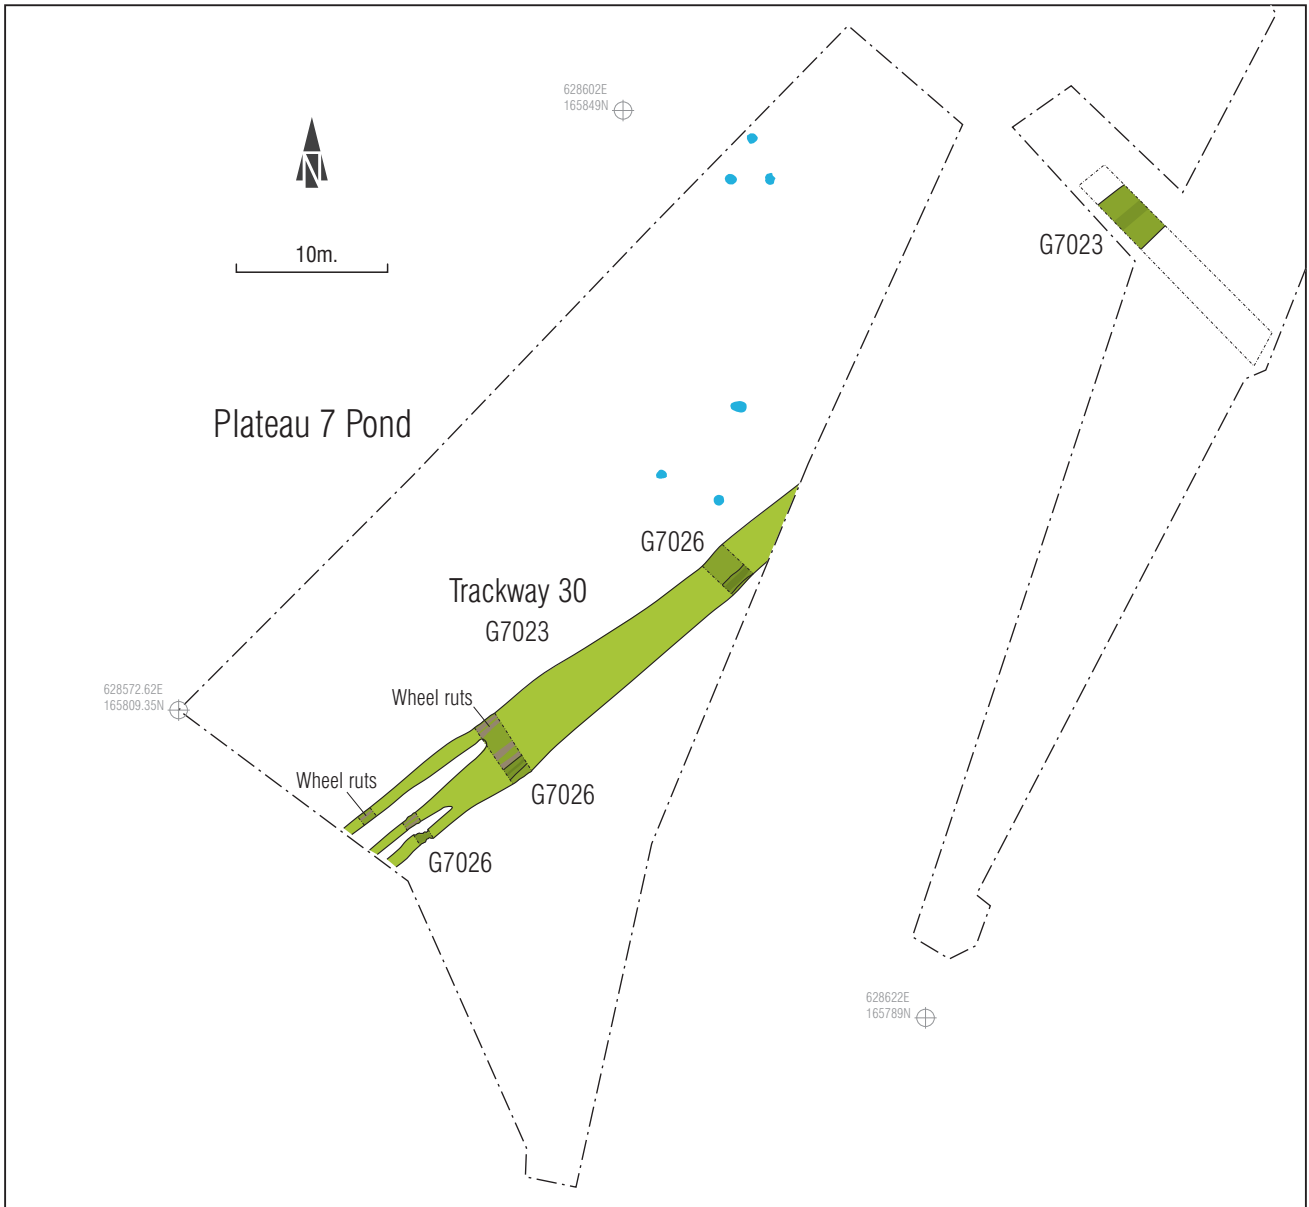 628602E
165849N
N
10m.
G7023
Plateau 7 Pond
G7026
Trackway 30
G7023
628572.62E
165809.35N
Wheel ruts
Wheel ruts
G7026
G7026
628622E
165789N